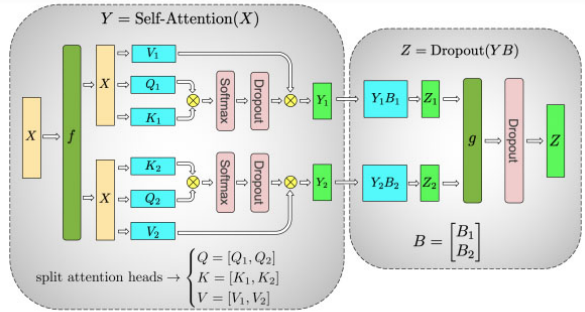 Y = Self-Attention(X)
X
f
X
V₁
Q₁
K₁
Softmax
Dropout
⊗
⊗
Y₁
X
K₂
Q₂
V₂
Softmax
Dropout
⊗
⊗
Y₂
split attention heads → { Q = [Q₁, Q₂]
K = [K₁, K₂]
V = [V₁, V₂]
Z = Dropout(YB)
Y₁B₁
Z₁
Y₂B₂
Z₂
g
Dropout
Z
B = [B₁
B₂]